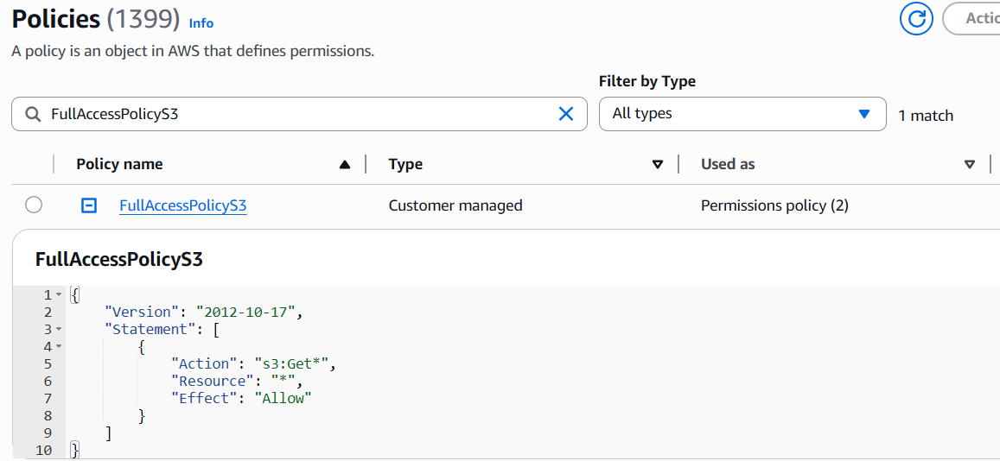 Policies (1399) Info
Actio
A policy is an object in AWS that defines permissions.
Filter by Type
FullAccessPolicyS3
All types
1 match
Policy name
Type
Used as
FullAccessPolicyS3
Customer managed
Permissions policy (2)
FullAccessPolicyS3
1 {
2 "Version": "2012-10-17",
3 "Statement": [
4 {
5 "Action": "s3:Get*",
6 "Resource": "*",
7 "Effect": "Allow"
8 }
9 ]
10 }